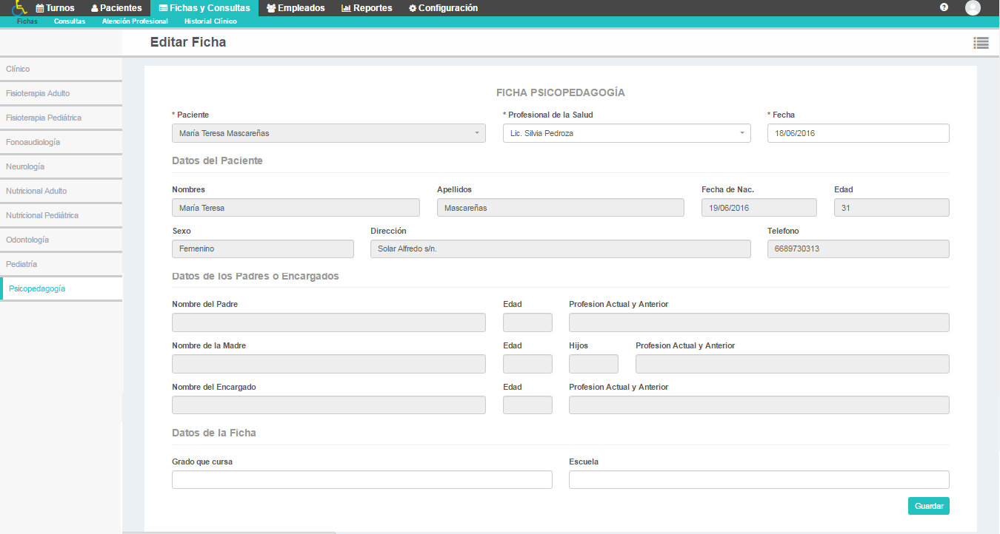 Turnos Pacientes Fichas y Consultas Empleados Reportes Configuración
Fichas Consultas Atención Profesional Historial Clínico
Editar Ficha
Clínico
Fisioterapia Adulto
Fisioterapia Pediátrica
Fonoaudiología
Neurología
Nutricional Adulto
Nutricional Pediátrica
Odontología
Pediatría
Psicopedagogía
FICHA PSICOPEDAGOGÍA
* Paciente * Profesional de la Salud * Fecha
María Teresa Mascareñas Lic. Silvia Pedroza 18/06/2016
Datos del Paciente
Nombres Apellidos Fecha de Nac. Edad
María Teresa Mascareñas 19/06/2016 31
Sexo Dirección Telefono
Femenino Solar Alfredo s/n. 6689730313
Datos de los Padres o Encargados
Nombre del Padre Edad Profesion Actual y Anterior
Nombre de la Madre Edad Hijos Profesion Actual y Anterior
Nombre del Encargado Edad Profesion Actual y Anterior
Datos de la Ficha
Grado que cursa Escuela
Guardar